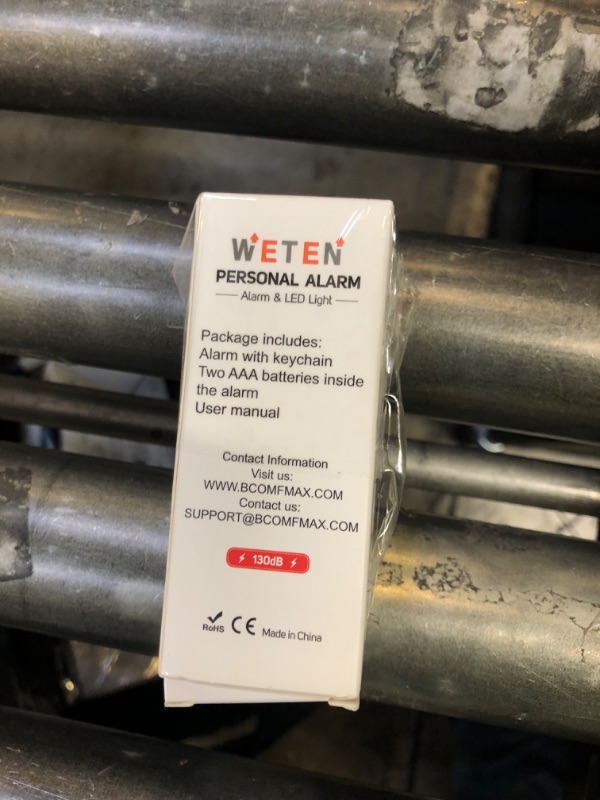 WETEN
PERSONAL ALARM
Alarm & LED Light
Package includes:
Alarm with keychain
Two AAA batteries inside
the alarm
User manual
Contact Information
Visit us:
WWW.BCOMFMAX.COM
Contact us:
SUPPORT@BCOMFMAX.COM
130dB
RoHS CE Made in China